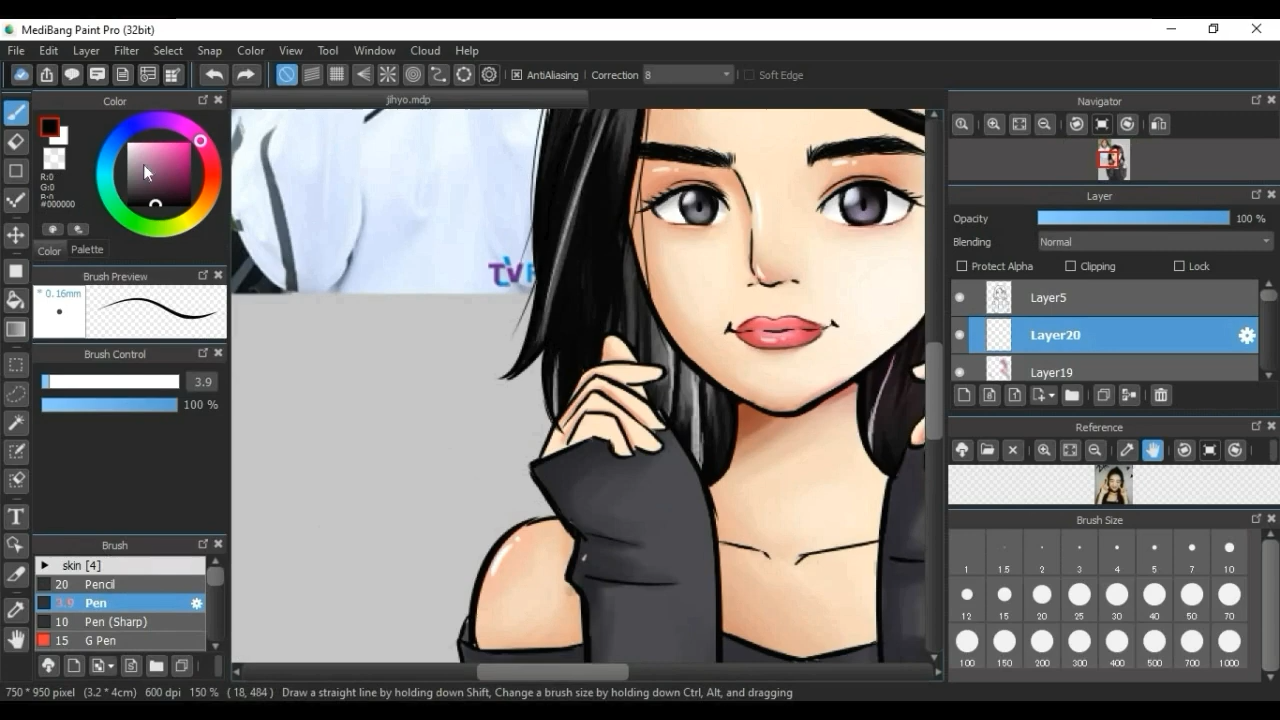 MediBang Paint Pro (32bit)
File Edit Layer Filter Select Snap Color View Tool Window Cloud Help
AntiAliasing Correction 8 Soft Edge
Color
jihyo.mdp
Navigator
R:0
G:0
B:0
#000000
Color Palette
Layer
Opacity 100 %
Blending Normal
Protect Alpha Clipping Lock
Layer5
Layer20
Layer19
Brush Preview
* 0.16mm
TV
Brush Control
3.9
100 %
Reference
Brush
skin [4]
20 Pencil
3.9 Pen
10 Pen (Sharp)
15 G Pen
T
Brush Size
1 1.5 2 3 4 5 7 10
12 15 20 25 30 40 50 70
100 150 200 300 400 500 700 1000
750 * 950 pixel (3.2 * 4cm) 600 dpi 150 % ( 18, 484 ) Draw a straight line by holding down Shift, Change a brush size by holding down Ctrl, Alt, and dragging